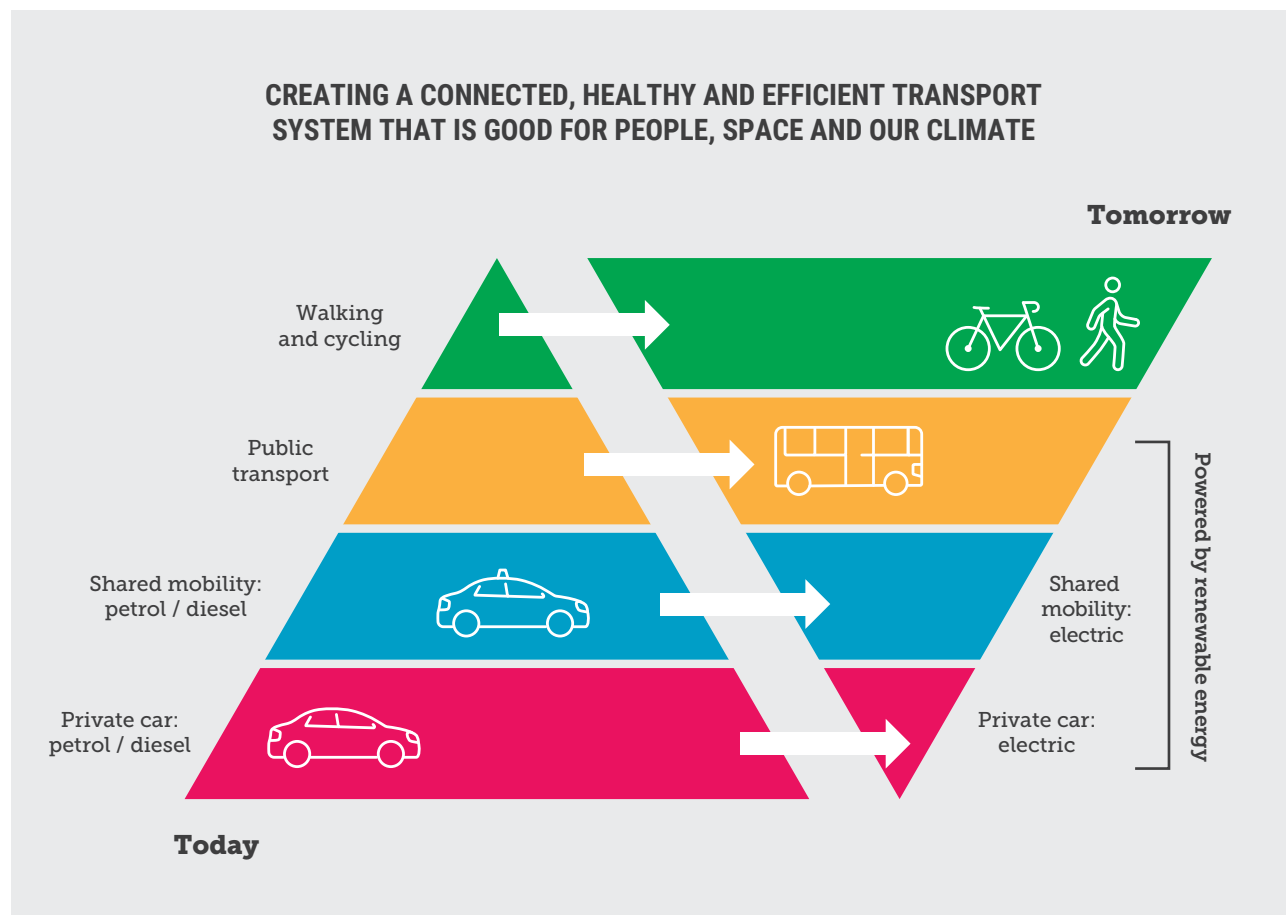 CREATING A CONNECTED, HEALTHY AND EFFICIENT TRANSPORT
SYSTEM THAT IS GOOD FOR PEOPLE, SPACE AND OUR CLIMATE
Tomorrow
Walking
and cycling
Public
transport
Shared mobility:
petrol / diesel
Shared
mobility:
electric
Private car:
petrol / diesel
Private car:
electric
Powered by renewable energy
Today